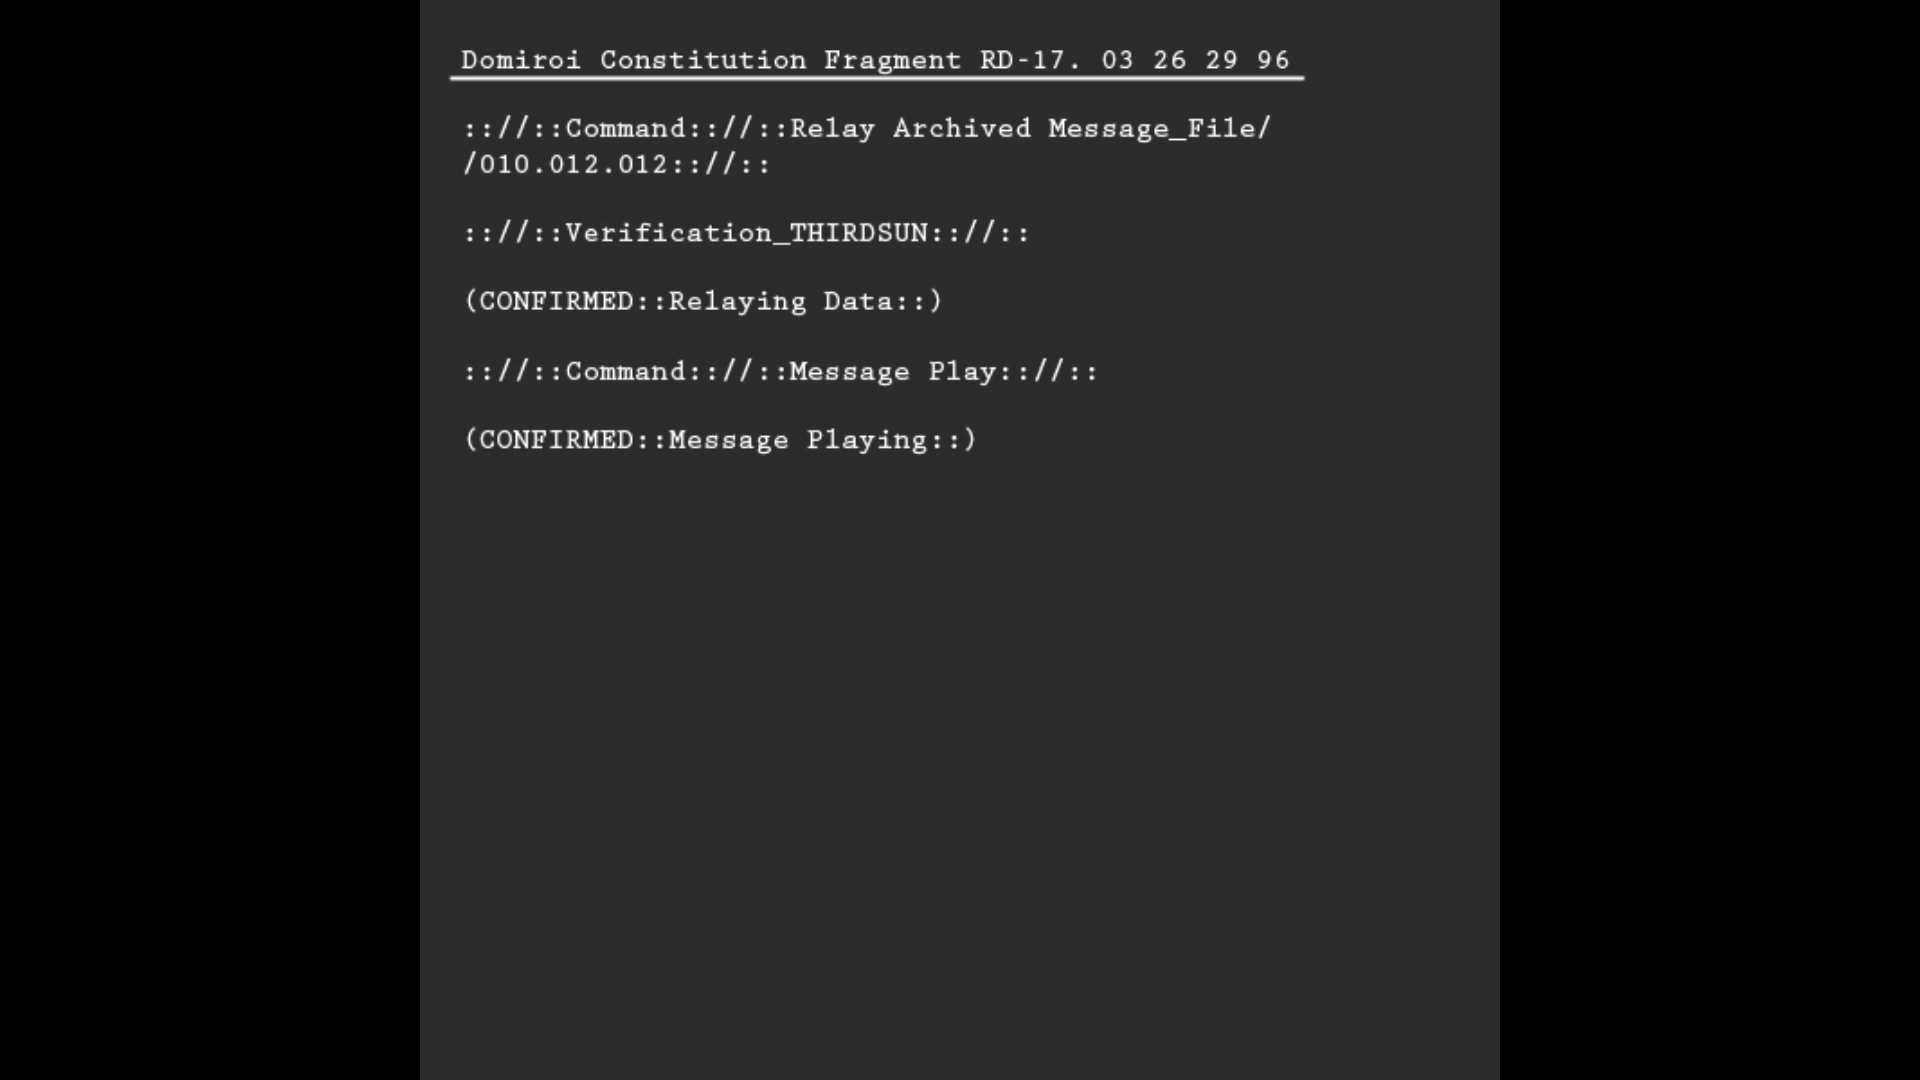 Domiroi Constitution Fragment RD-17. 03 26 29 96
:://::Command:://::Relay Archived Message_File/
/010.012.012:://::
:://::Verification_THIRDSUN:://::
(CONFIRMED::Relaying Data::)
:://::Command:://::Message Play:://::
(CONFIRMED::Message Playing::)